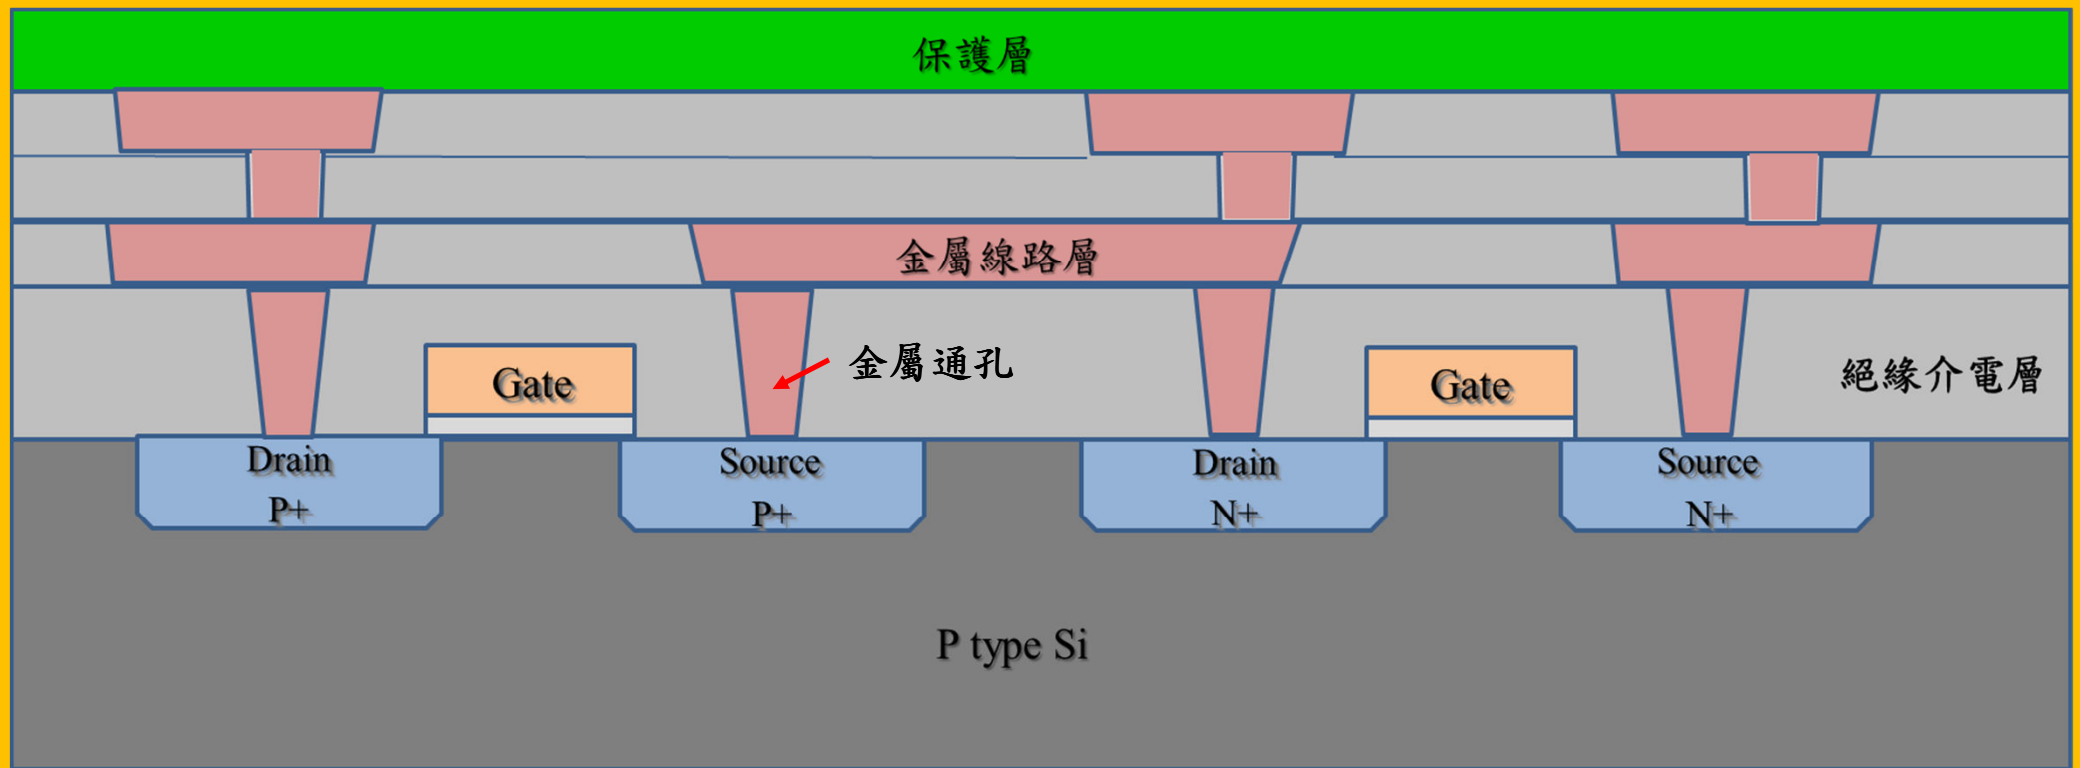 保護層
金屬線路層
金屬通孔
絕緣介電層
Gate
Gate
Drain
P+
Source
P+
Drain
N+
Source
N+
P type Si